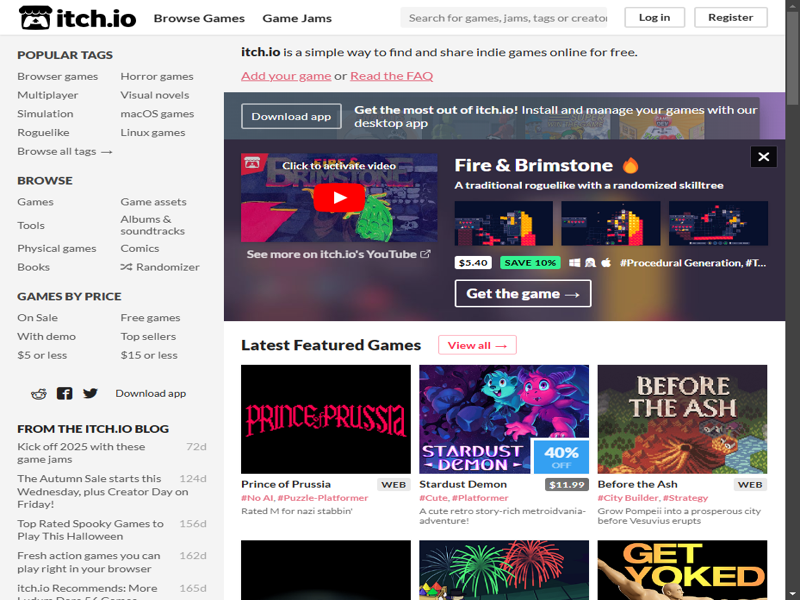 itch.io
Browse Games
Game Jams
Search for games, jams, tags or creator
Log in
Register
POPULAR TAGS
Browser games
Horror games
Multiplayer
Visual novels
Simulation
macOS games
Roguelike
Linux games
Browse all tags →
BROWSE
Games
Game assets
Tools
Albums &
soundtracks
Physical games
Comics
Books
Randomizer
GAMES BY PRICE
On Sale
Free games
With demo
Top sellers
$5 or less
$15 or less
Download app
FROM THE ITCH.IO BLOG
Kick off 2025 with these 72d
game jams
The Autumn Sale starts this 124d
Wednesday, plus Creator Day on
Friday!
Top Rated Spooky Games to 156d
Play This Halloween
Fresh action games you can 162d
play right in your browser
itch.io Recommends: More 165d
itch.io is a simple way to find and share indie games online for free.
Add your game or Read the FAQ
Download app
Get the most out of itch.io! Install and manage your games with our
desktop app
Click to activate video
FIRE &
BRIMSTONE
See more on itch.io's YouTube
Fire & Brimstone
A traditional roguelike with a randomized skilltree
$5.40
SAVE 10%
#Procedural Generation, #T...
Get the game →
Latest Featured Games
View all →
PRINCE of PRUSSIA
Prince of Prussia
WEB
#No AI, #Puzzle-Platformer
Rated M for nazi stabbin'
STARDUST
DEMON
40%
OFF
Stardust Demon
$11.99
#Cute, #Platformer
A cute retro story-rich metroidvania-
adventure!
BEFORE
THE ASH
Before the Ash
WEB
#City Builder, #Strategy
Grow Pompeii into a prosperous city
before Vesuvius erupts
GET
YOKED